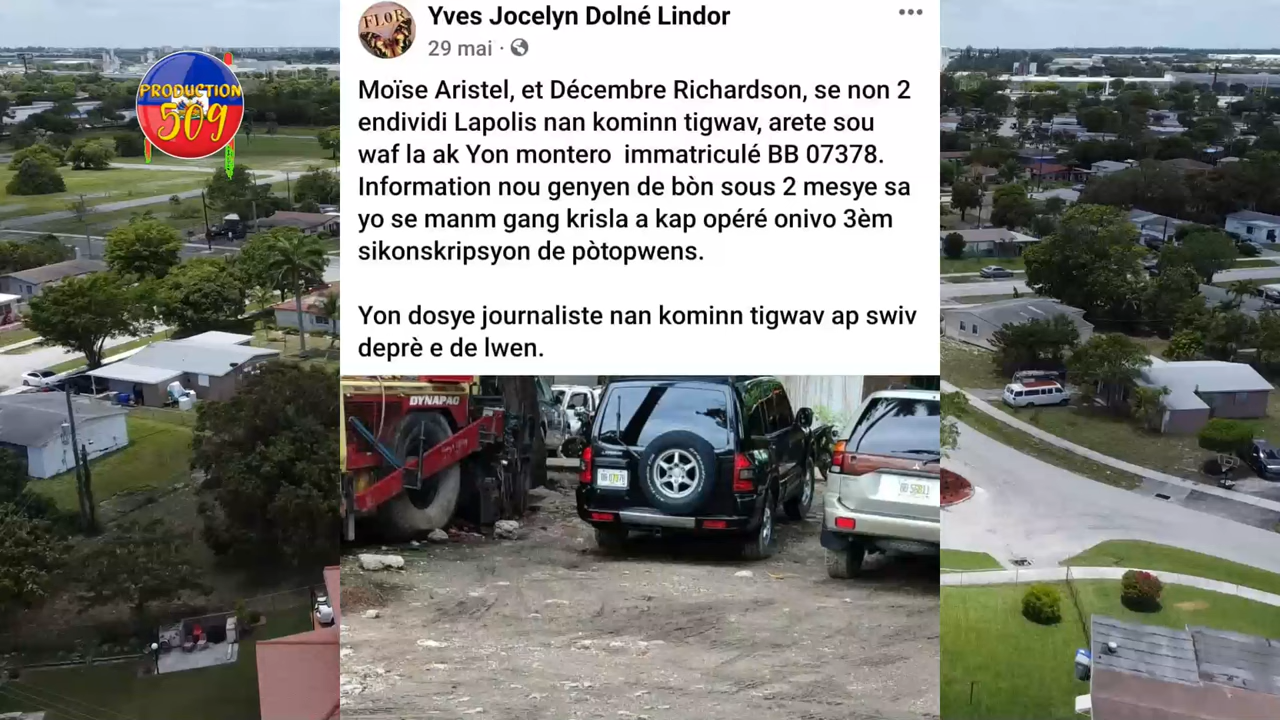 PRODUCTION
509
FLOR
Yves Jocelyn Dolné Lindor
29 mai
Moïse Aristel, et Décembre Richardson, se non 2
endividi Lapolis nan kominn tigwav, arete sou
waf la ak Yon montero immatriculé BB 07378.
Information nou genyen de bòn sous 2 mesye sa
yo se manm gang krisla a kap opéré onivo 3èm
sikonskripsyon de pòtopwens.
Yon dosye journaliste nan kominn tigwav ap swiv
deprè e de lwen.
DYNAPAC